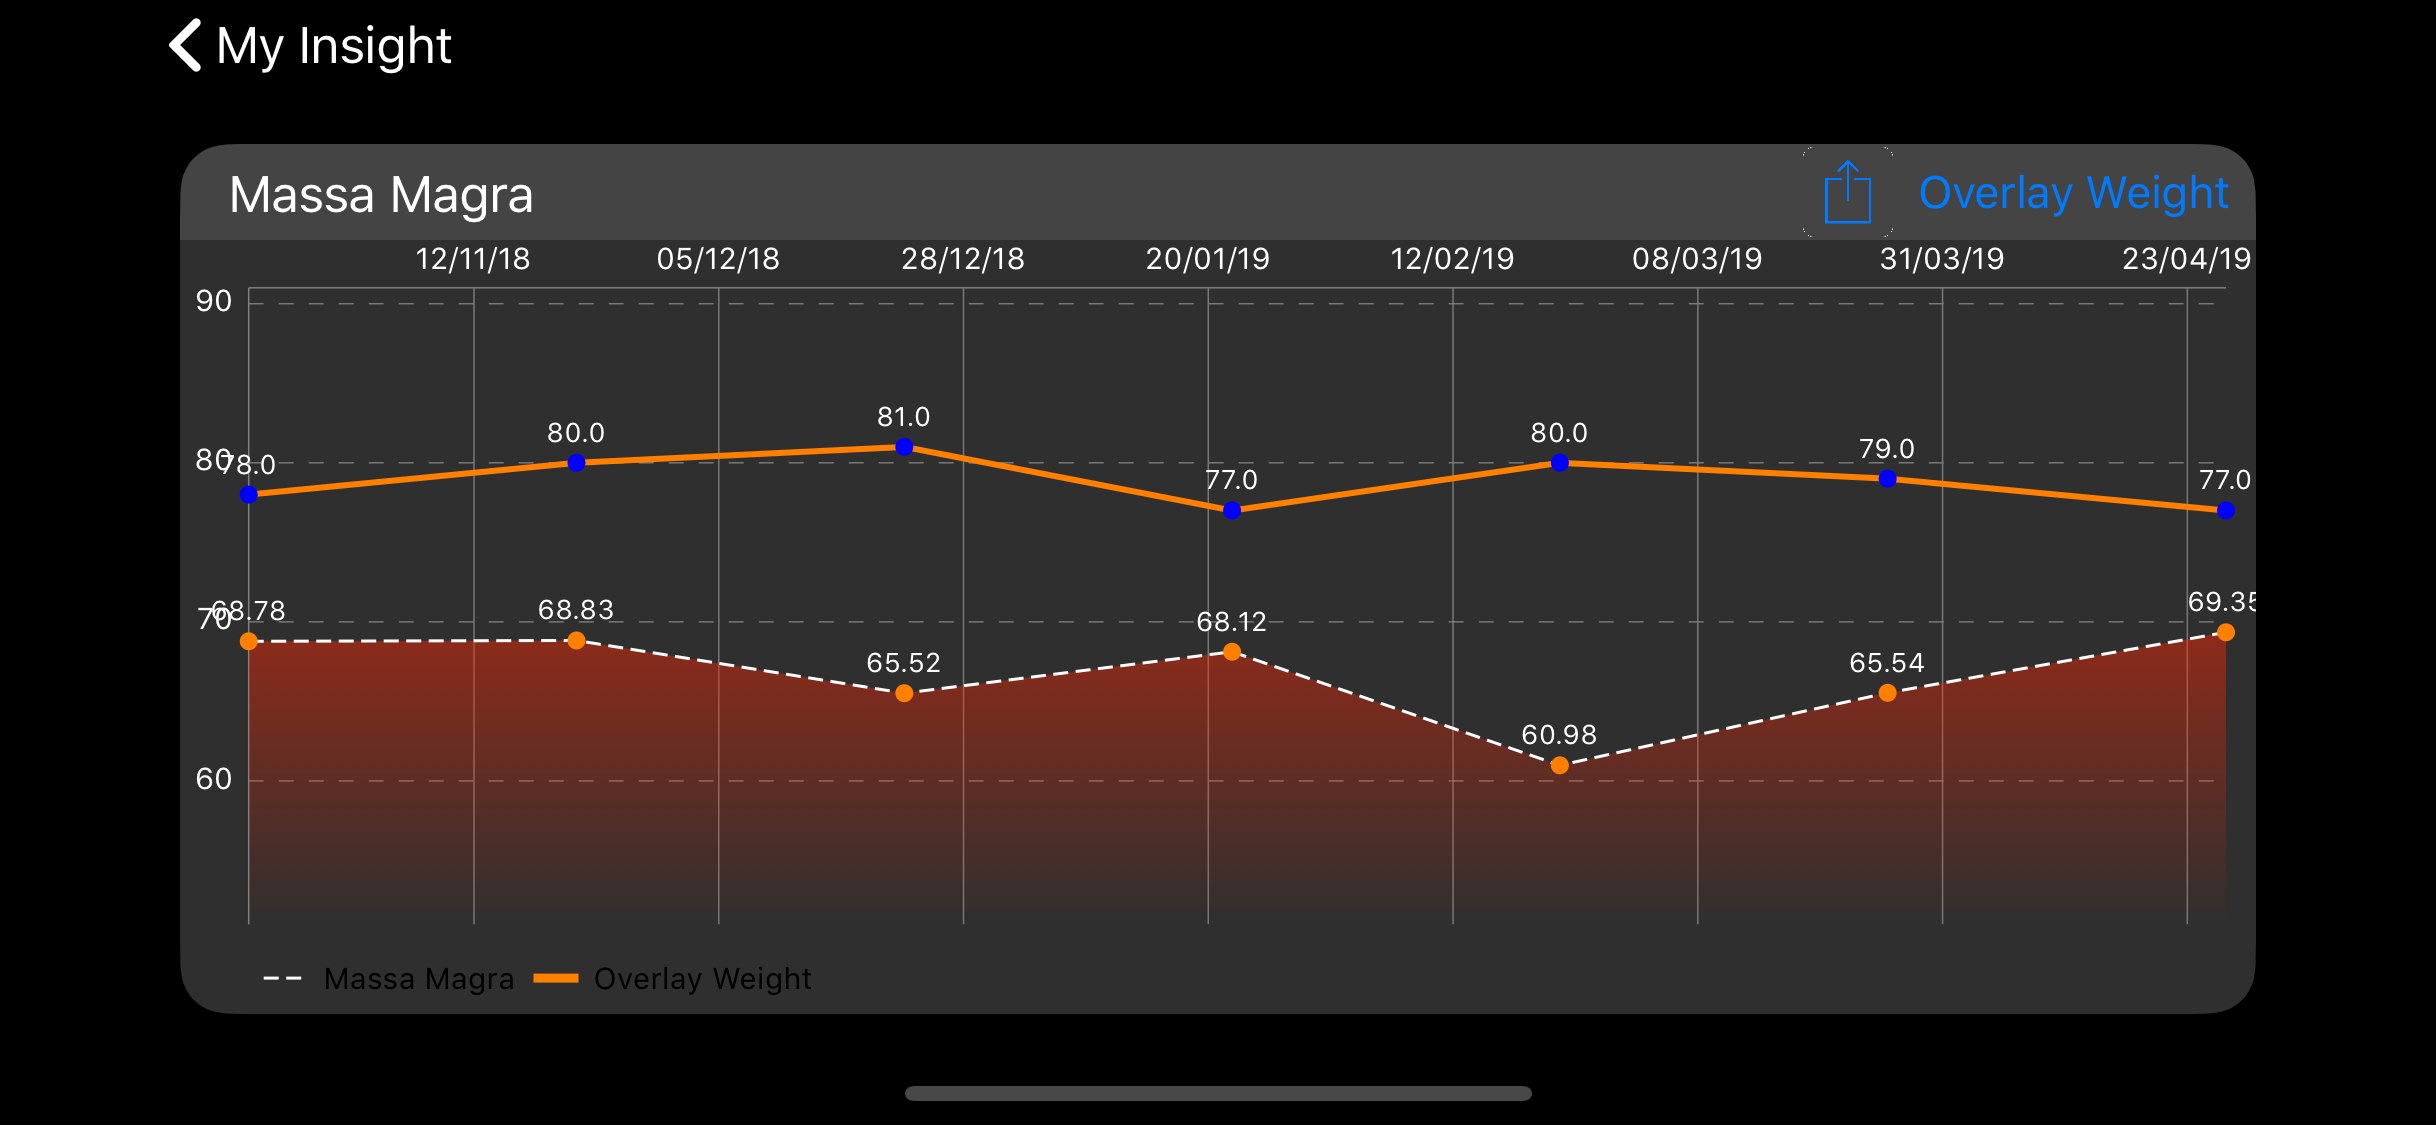 My Insight
Massa Magra
Overlay Weight
12/11/18 05/12/18 28/12/18 20/01/19 12/02/19 08/03/19 31/03/19 23/04/19
90
81.0
80.0 80.0
79.0
80 78.0
77.0 77.0
69.35
70 68.78 68.83
68.12
65.52 65.54
60.98
60
Massa Magra Overlay Weight